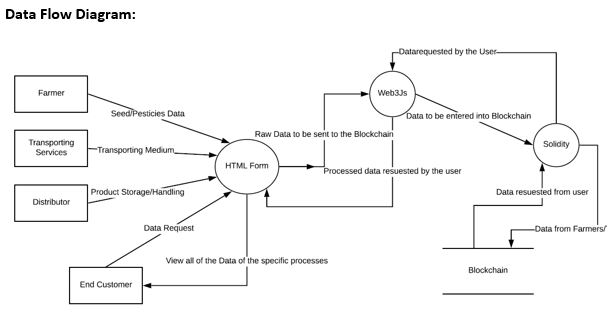 Data Flow Diagram:
Datarequested by the User
Farmer
Web3Js
Seed/Pesticies Data
Data to be entered into Blockchain
Transporting
Services
Transporting Medium
Raw Data to be sent to the Blockchain
HTML Form
Solidity
Processed data resuested by the user
Distributor
Product Storage/Handling
Data resuested from user
Data Request
Data from Farmers/
View all of the Data of the specific processes
Blockchain
End Customer